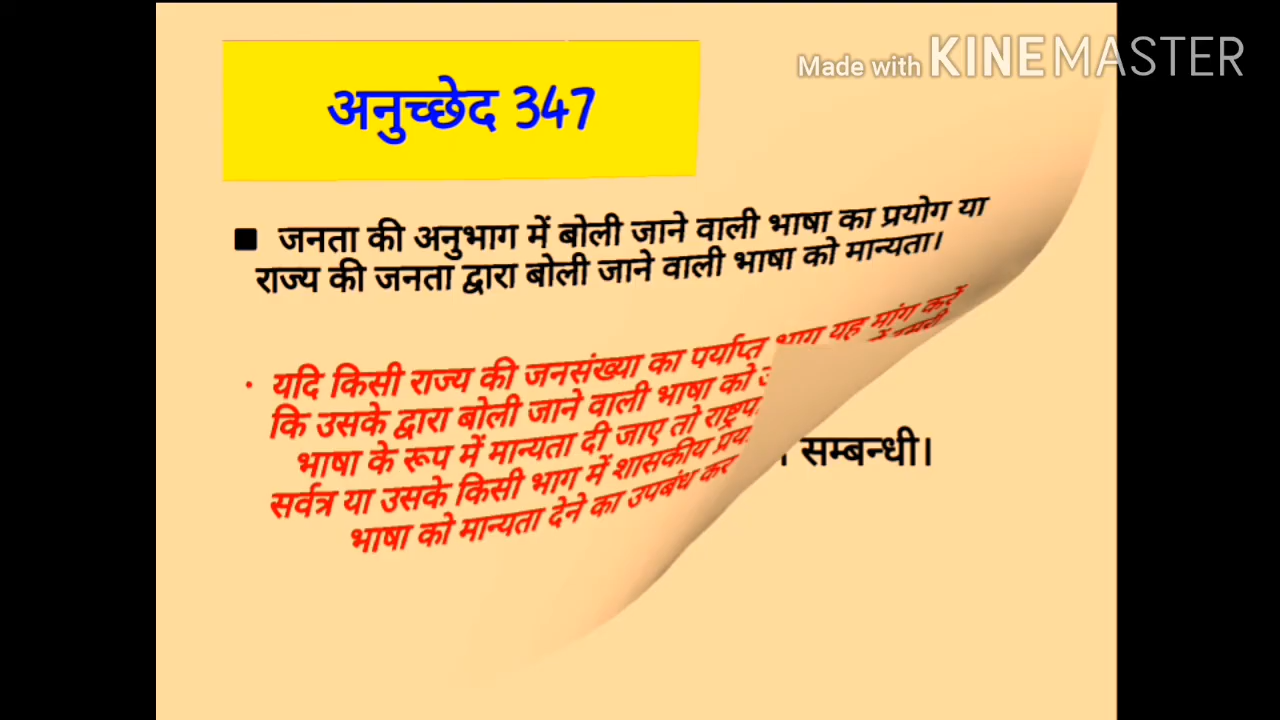 Made with KINEMASTER
अनुच्छेद 347
■ जनता की अनुभाग में बोली जाने वाली भाषा का प्रयोग या
राज्य की जनता द्वारा बोली जाने वाली भाषा को मान्यता।
• यदि किसी राज्य की जनसंख्या का पर्याप्त भाग यह मांग करें
कि उसके द्वारा बोली जाने वाली भाषा को
भाषा के रूप में मान्यता दी जाए तो
सर्वत्र या उसके किसी भाग में शासकीय
भाषा को मान्यता देने का उपबंध कर
सम्बन्धी।